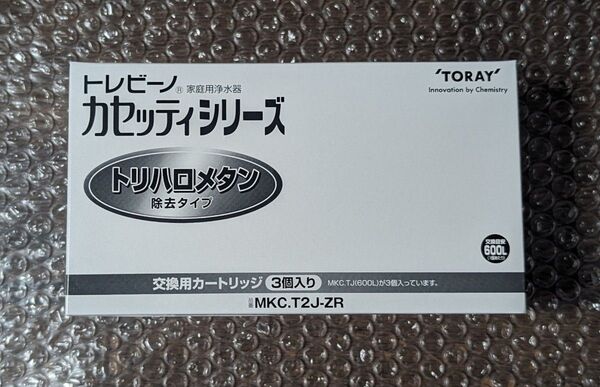 トレビーノ® 家庭用浄水器
カセッティシリーズ
'TORAY'
Innovation by Chemistry
トリハロメタン
除去タイプ
交換目安
600L
交換用カートリッジ 3個入り MKC.TJ(600L)が3個入っています。
品番 MKC.T2J-ZR